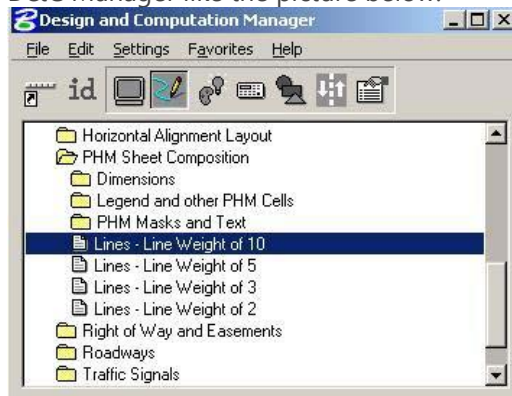 Design and Computation Manager
File Edit Settings Favorites Help
id
Horizontal Alignment Layout
PHM Sheet Composition
Dimensions
Legend and other PHM Cells
PHM Masks and Text
Lines - Line Weight of 10
Lines - Line Weight of 5
Lines - Line Weight of 3
Lines - Line Weight of 2
Right of Way and Easements
Roadways
Traffic Signals